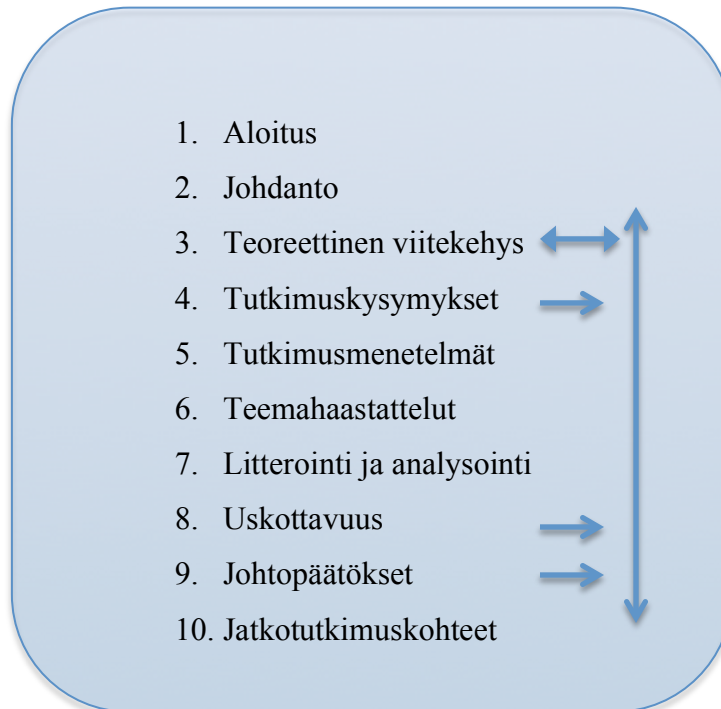 1. Aloitus
2. Johdanto
3. Teoreettinen viitekehys
4. Tutkimuskysymykset
5. Tutkimusmenetelmät
6. Teemahaastattelut
7. Litterointi ja analysointi
8. Uskottavuus
9. Johtopäätökset
10. Jatkotutkimuskohteet